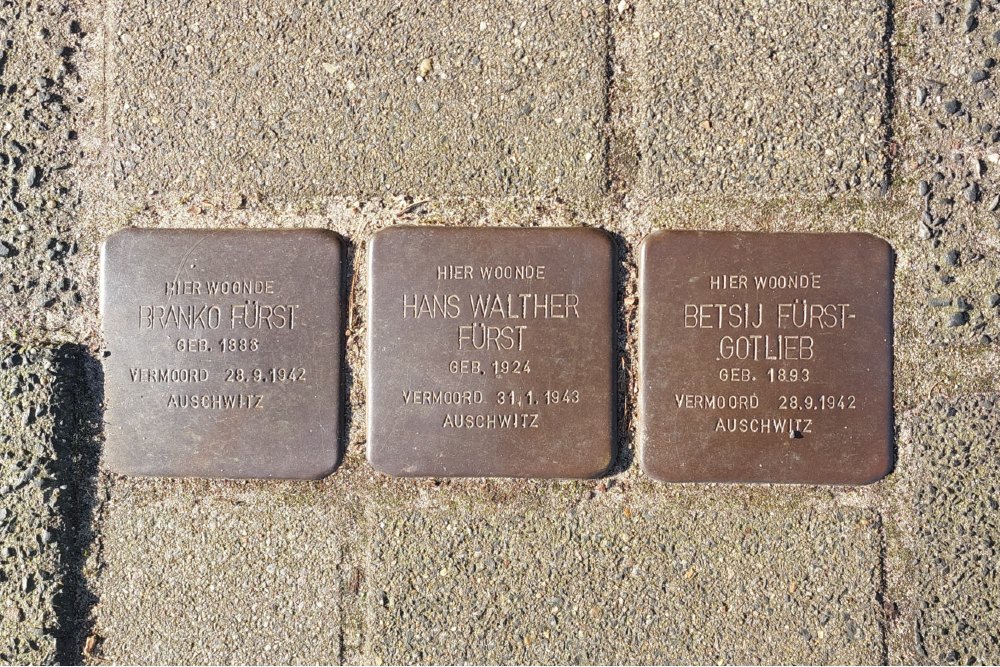 HIER WOONDE
BRANKO FÜRST
GEB. 1886
VERMOORD 28.9.1942
AUSCHWITZ
HIER WOONDE
HANS WALTHER
FÜRST
GEB. 1924
VERMOORD 31.1.1943
AUSCHWITZ
HIER WOONDE
BETSIJ FÜRST-
GOTLIEB
GEB. 1893
VERMOORD 28.9.1942
AUSCHWITZ